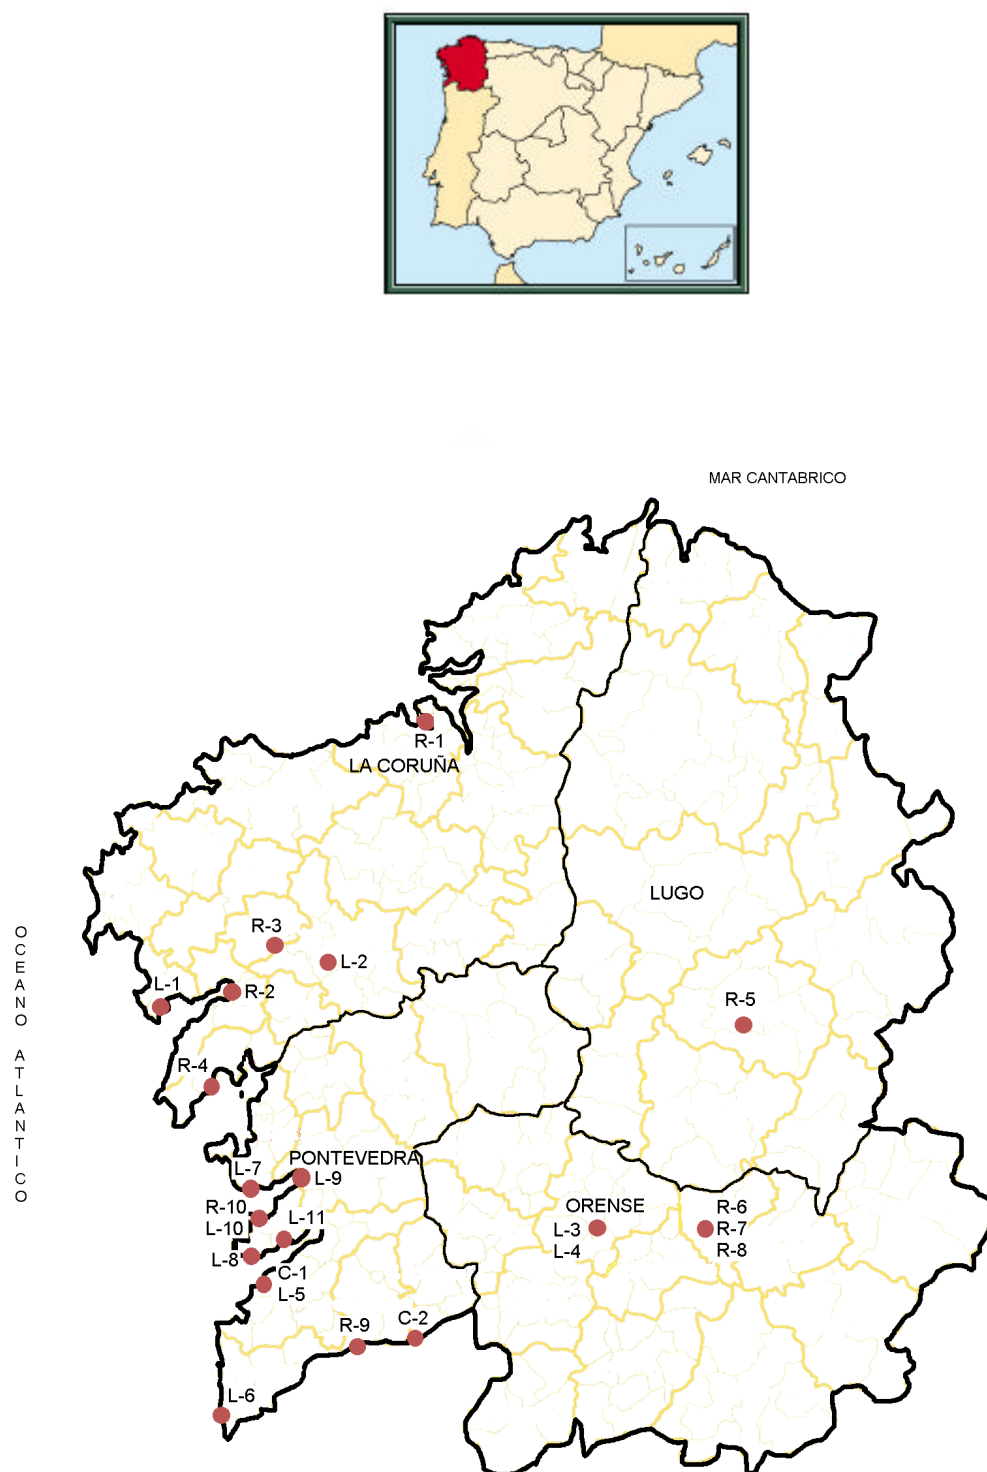 MAR CANTABRICO
R-1
LA CORUÑA
LUGO
R-3
L-2
L-1
R-2
R-5
R-4
OCEANO ATLANTICO
PONTEVEDRA
L-7
L-9
R-10
L-10
L-11
L-8
C-1
L-5
ORENSE
L-3
L-4
R-6
R-7
R-8
R-9
C-2
L-6